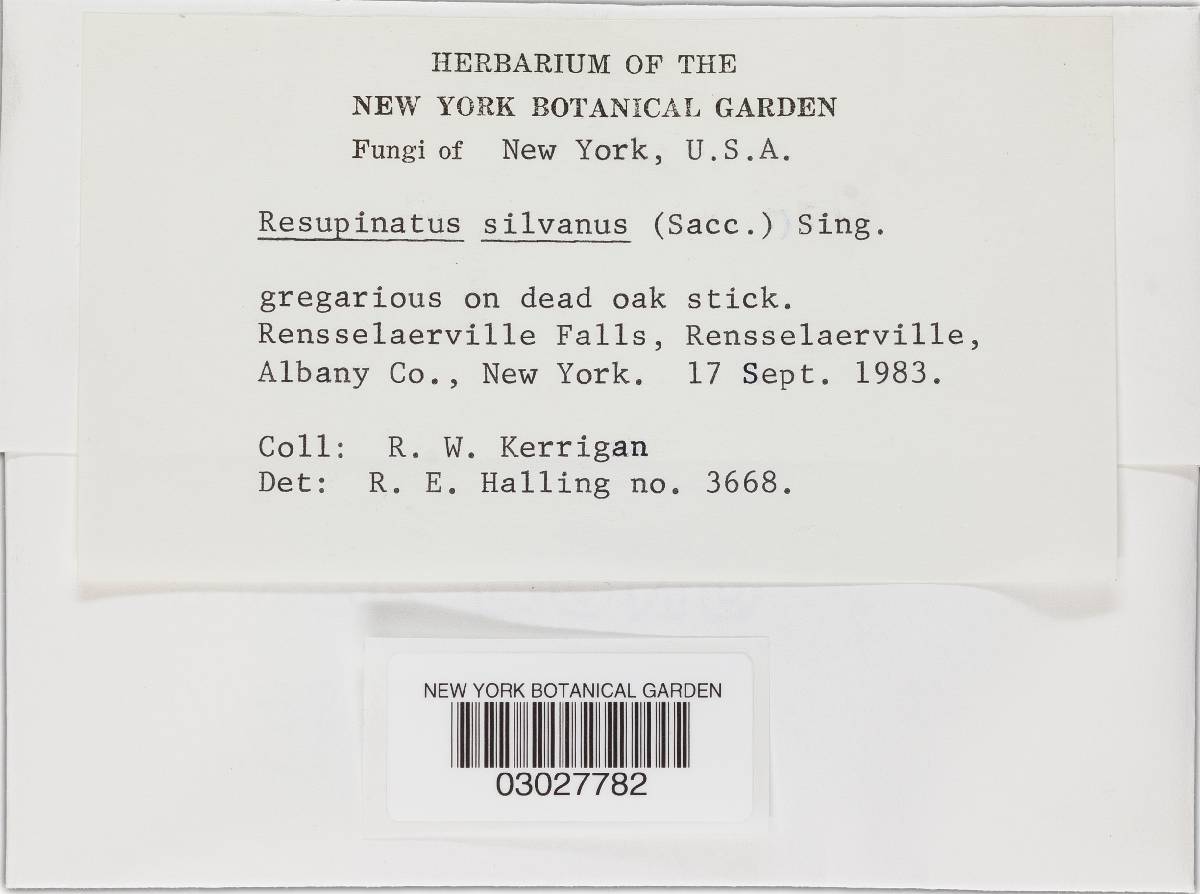 HERBARIUM OF THE
NEW YORK BOTANICAL GARDEN
Fungi of New York, U.S.A.
Resupinatus silvanus (Sacc.) Sing.
gregarious on dead oak stick.
Rensselaerville Falls, Rensselaerville,
Albany Co., New York. 17 Sept. 1983.
Coll: R. W. Kerrigan
Det: R. E. Halling no. 3668.
NEW YORK BOTANICAL GARDEN
03027782